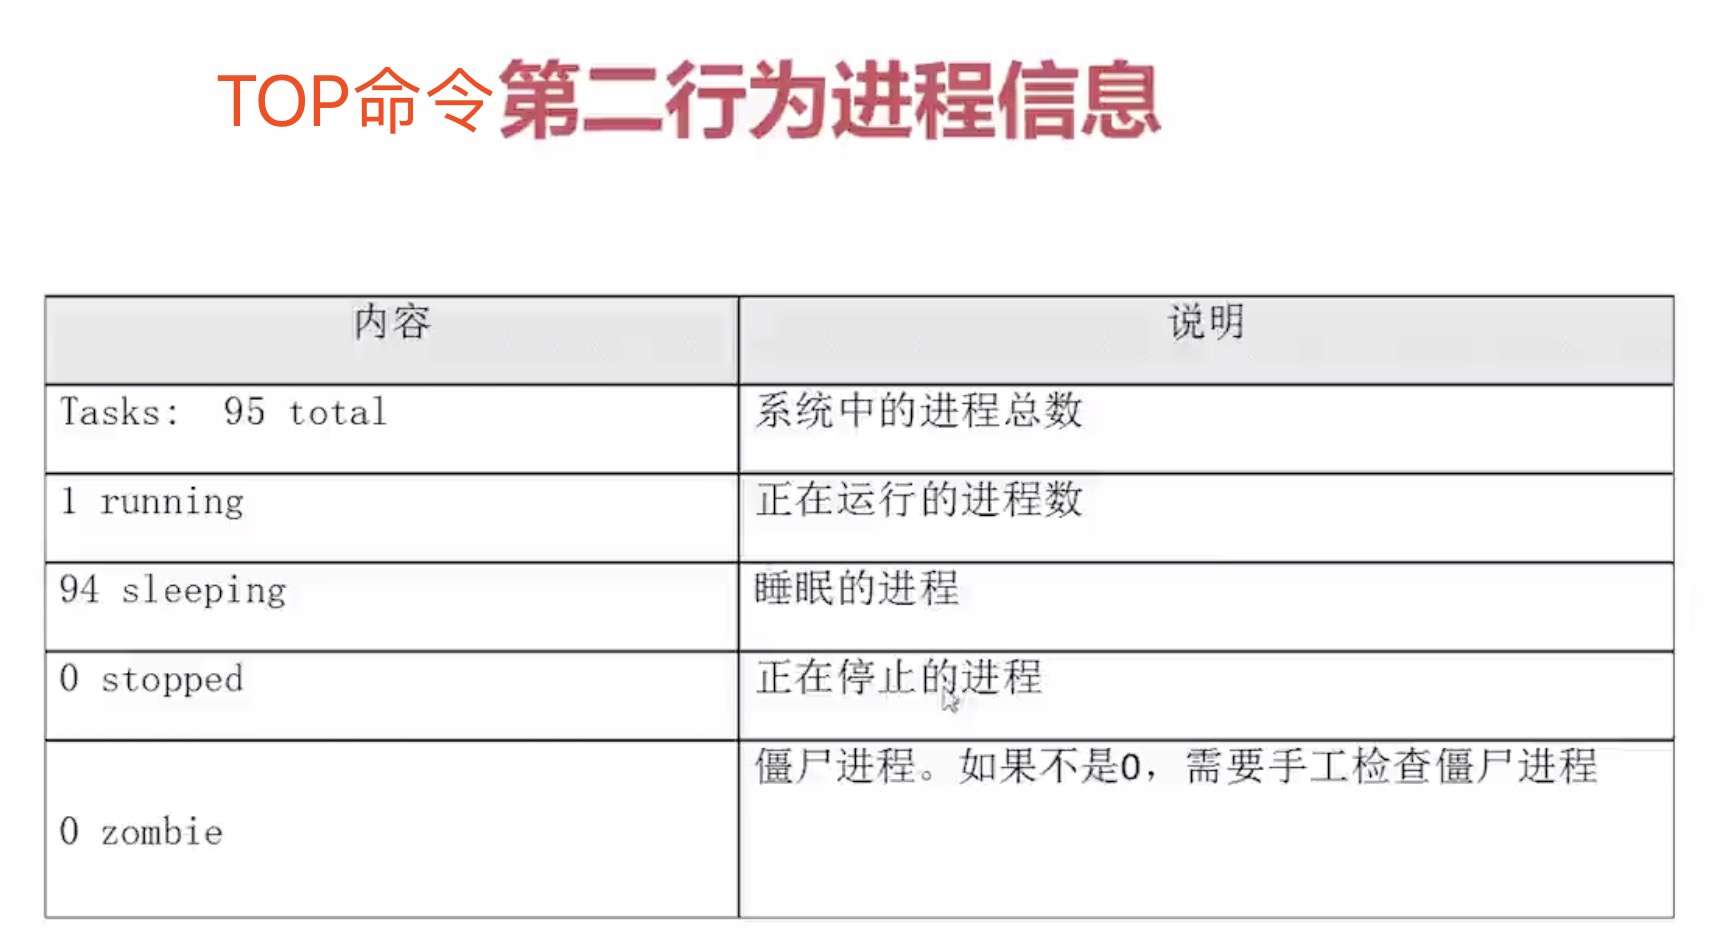 TOP命令第二行为进程信息
内容 说明
Tasks: 95 total 系统中的进程总数
1 running 正在运行的进程数
94 sleeping 睡眠的进程
0 stopped 正在停止的进程
僵尸进程。如果不是0，需要手工检查僵尸进程
0 zombie